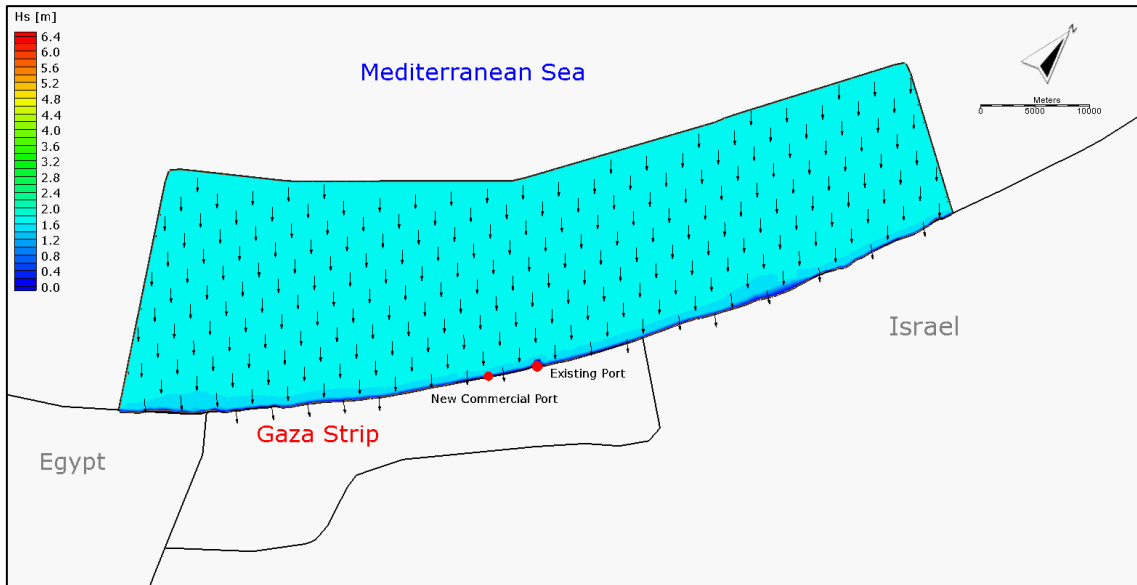 Hs [m]
6.4
6.0
5.6
5.2
4.8
4.4
4.0
3.6
3.2
2.8
2.4
2.0
1.6
1.2
0.8
0.4
0.0
Mediterranean Sea
N
Meters
0 5000 10000
Israel
Existing Port
New Commercial Port
Gaza Strip
Egypt